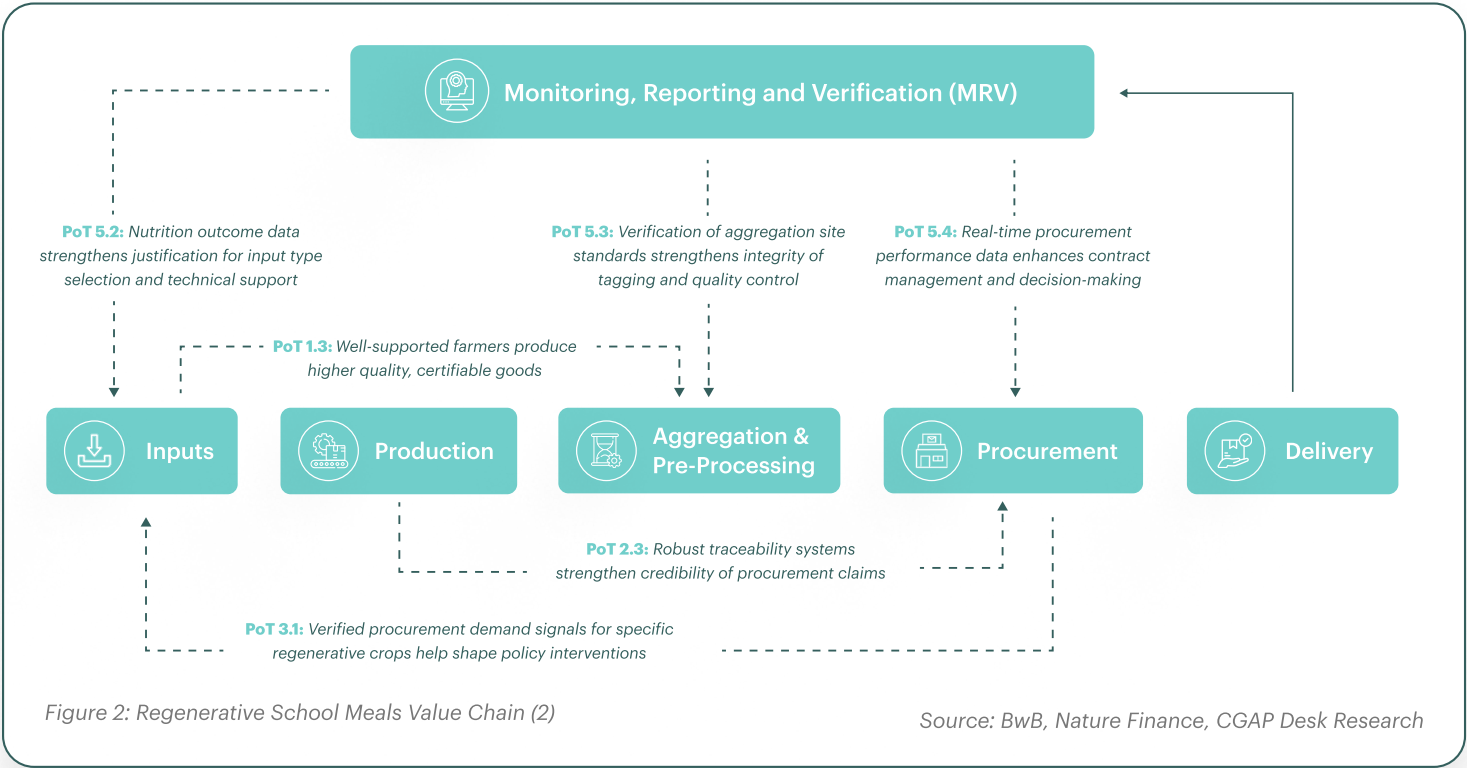 Monitoring, Reporting and Verification (MRV)
PoT 5.2: Nutrition outcome data
strengthens justification for input type
selection and technical support
PoT 5.3: Verification of aggregation site
standards strengthens integrity of
tagging and quality control
PoT 5.4: Real-time procurement
performance data enhances contract
management and decision-making
PoT 1.3: Well-supported farmers produce
higher quality, certifiable goods
Inputs
Production
Aggregation &
Pre-Processing
Procurement
Delivery
PoT 2.3: Robust traceability systems
strengthen credibility of procurement claims
PoT 3.1: Verified procurement demand signals for specific
regenerative crops help shape policy interventions
Figure 2: Regenerative School Meals Value Chain (2)
Source: BwB, Nature Finance, CGAP Desk Research